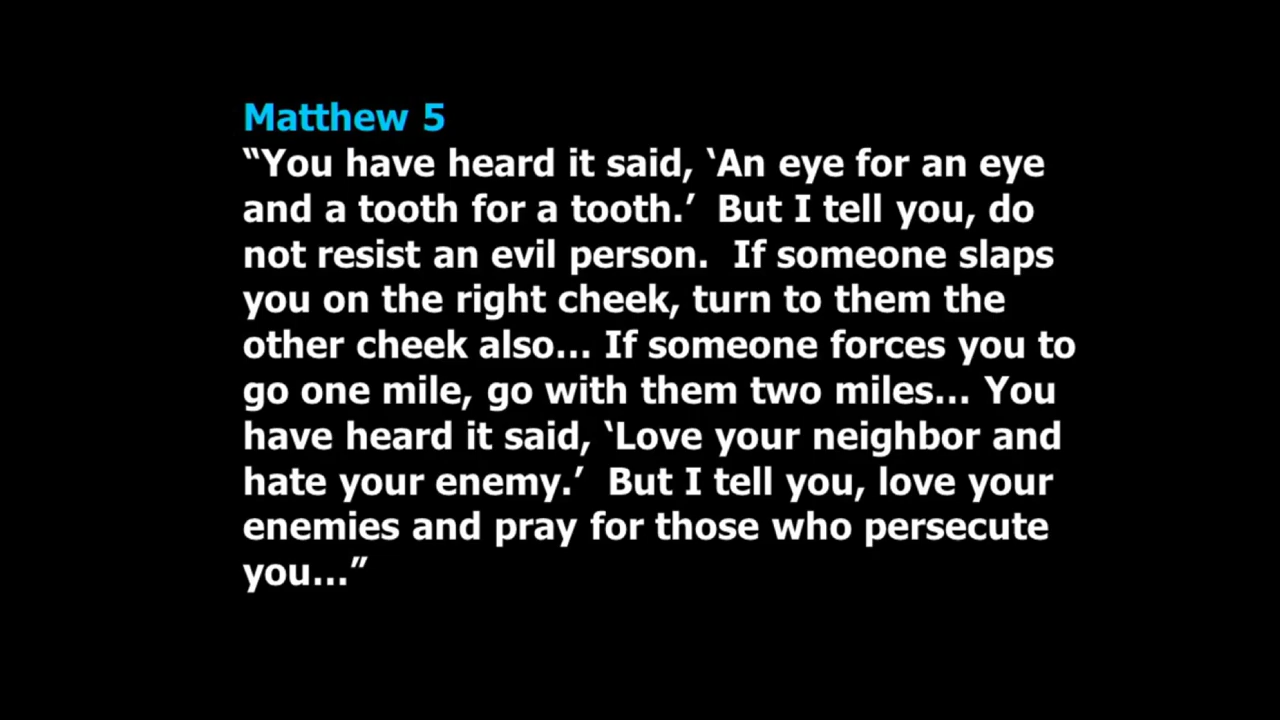 Matthew 5
“You have heard it said, ‘An eye for an eye
and a tooth for a tooth.’  But I tell you, do
not resist an evil person.  If someone slaps
you on the right cheek, turn to them the
other cheek also… If someone forces you to
go one mile, go with them two miles… You
have heard it said, ‘Love your neighbor and
hate your enemy.’  But I tell you, love your
enemies and pray for those who persecute
you…”